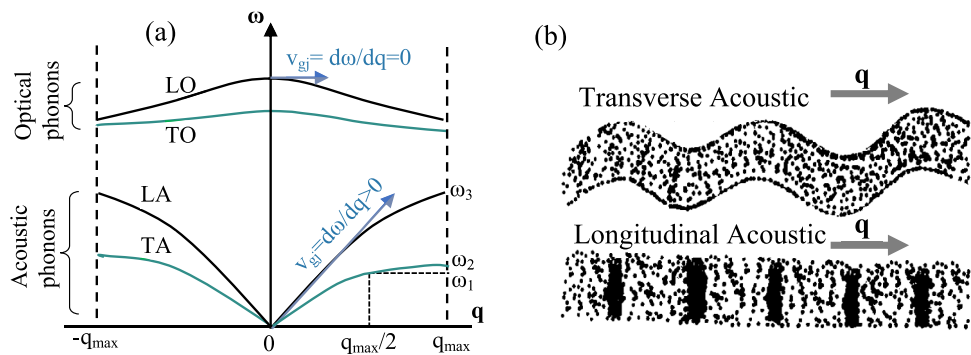 (a)
ω
v_gj= dω/dq=0
Optical
phonons
LO
TO
Acoustic
phonons
LA
TA
v_gj=dω/dq>0
ω₃
ω₂
ω₁
q
-q_max
0
q_max/2
q_max
(b)
q
Transverse Acoustic
q
Longitudinal Acoustic